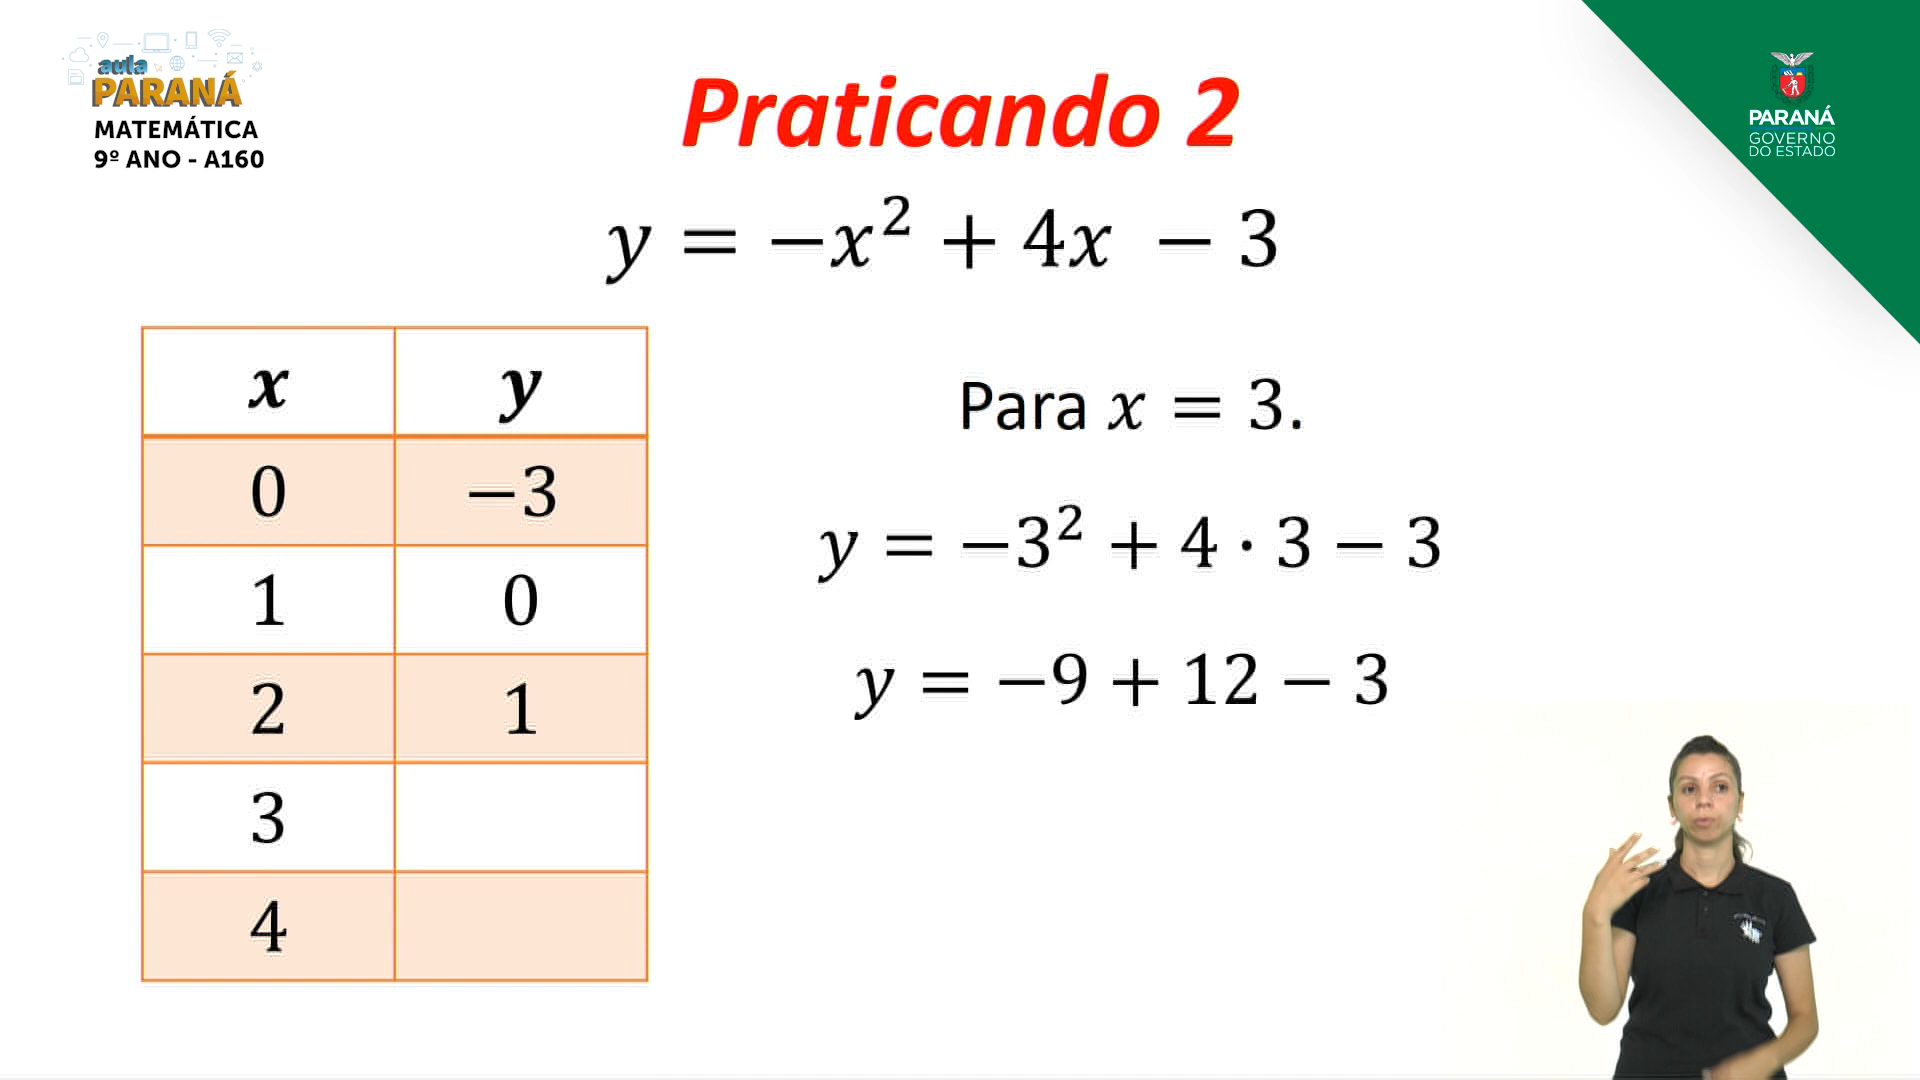 aula
PARANÁ
MATEMÁTICA
9º ANO - A160
Praticando 2
PARANÁ
GOVERNO
DO ESTADO
y = −x² + 4x − 3
x y
0 −3
1 0
2 1
3
4
Para x = 3.
y = −3² + 4 · 3 − 3
y = −9 + 12 − 3